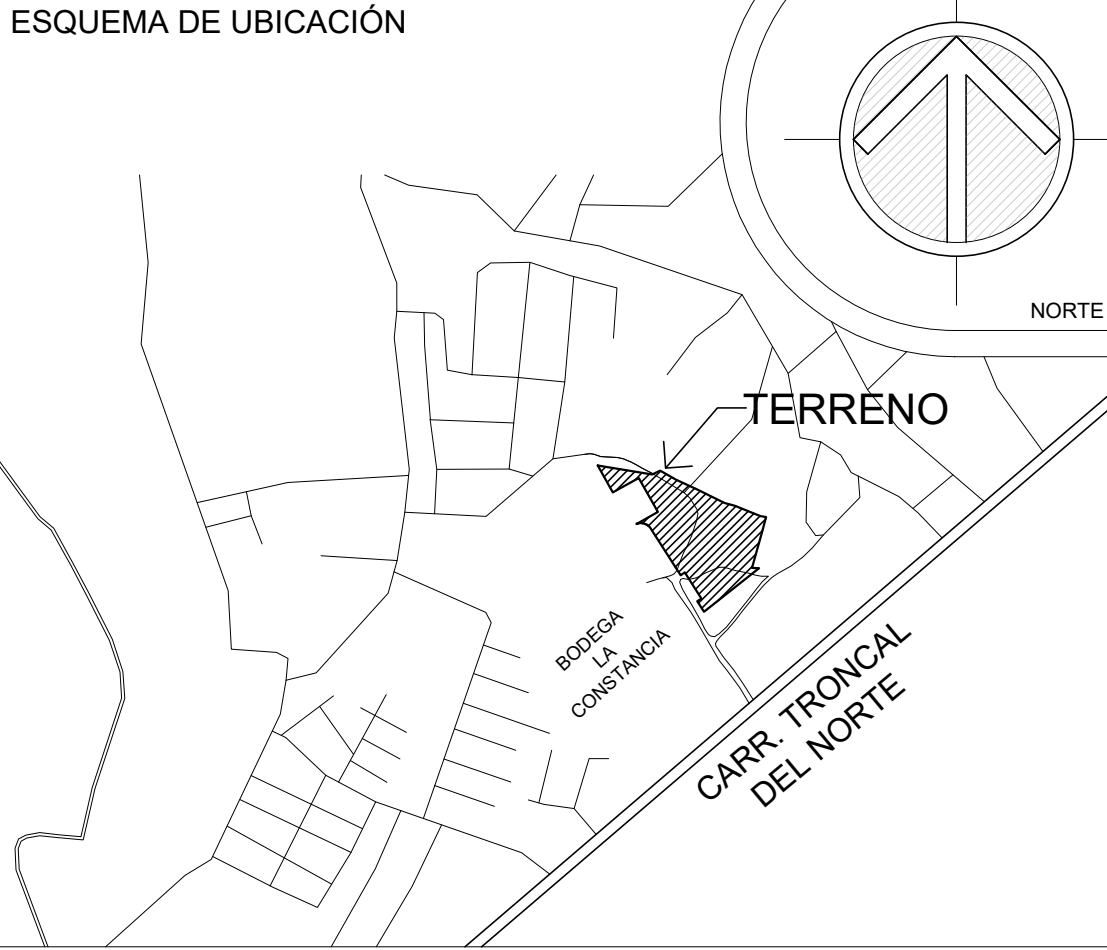 ESQUEMA DE UBICACIÓN
NORTE
TERRENO
BODEGA
LA
CONSTANCIA
CARR. TRONCAL
DEL NORTE